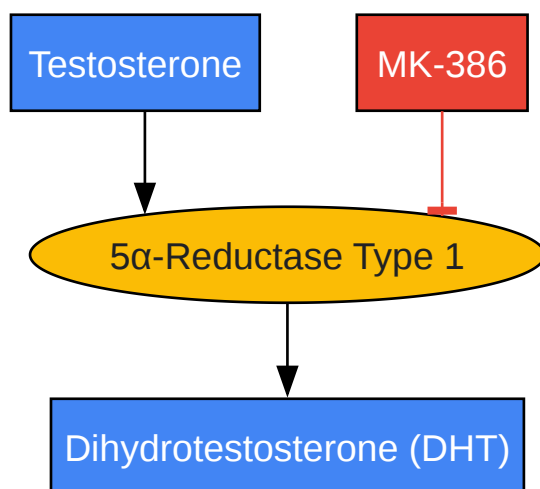 Testosterone
MK-386
5α-Reductase Type 1
Dihydrotestosterone (DHT)